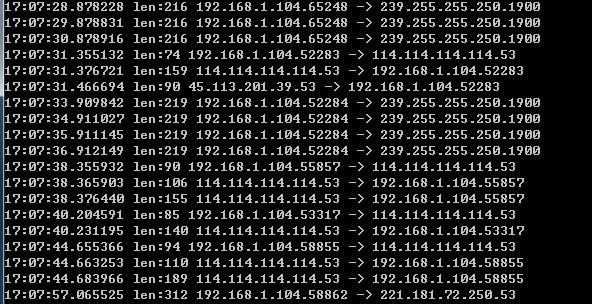 17:07:28.878228 len:216 192.168.1.104.65248 -> 239.255.255.250.1900
17:07:29.878831 len:216 192.168.1.104.65248 -> 239.255.255.250.1900
17:07:30.878916 len:216 192.168.1.104.65248 -> 239.255.255.250.1900
17:07:31.355132 len:74 192.168.1.104.52283 -> 114.114.114.114.53
17:07:31.376721 len:159 114.114.114.114.53 -> 192.168.1.104.52283
17:07:31.466694 len:90 45.113.201.39.53 -> 192.168.1.104.52283
17:07:33.909842 len:219 192.168.1.104.52284 -> 239.255.255.250.1900
17:07:34.911027 len:219 192.168.1.104.52284 -> 239.255.255.250.1900
17:07:35.911145 len:219 192.168.1.104.52284 -> 239.255.255.250.1900
17:07:36.912149 len:219 192.168.1.104.52284 -> 239.255.255.250.1900
17:07:38.355932 len:90 192.168.1.104.55857 -> 114.114.114.114.53
17:07:38.365903 len:106 114.114.114.114.53 -> 192.168.1.104.55857
17:07:38.376440 len:155 114.114.114.114.53 -> 192.168.1.104.55857
17:07:40.204591 len:85 192.168.1.104.53317 -> 114.114.114.114.53
17:07:40.231195 len:140 114.114.114.114.53 -> 192.168.1.104.53317
17:07:44.655366 len:94 192.168.1.104.58855 -> 114.114.114.114.53
17:07:44.663253 len:110 114.114.114.114.53 -> 192.168.1.104.58855
17:07:44.683966 len:189 114.114.114.114.53 -> 192.168.1.104.58855
17:07:57.065525 len:312 192.168.1.104.58862 -> 221.181.72.250.53